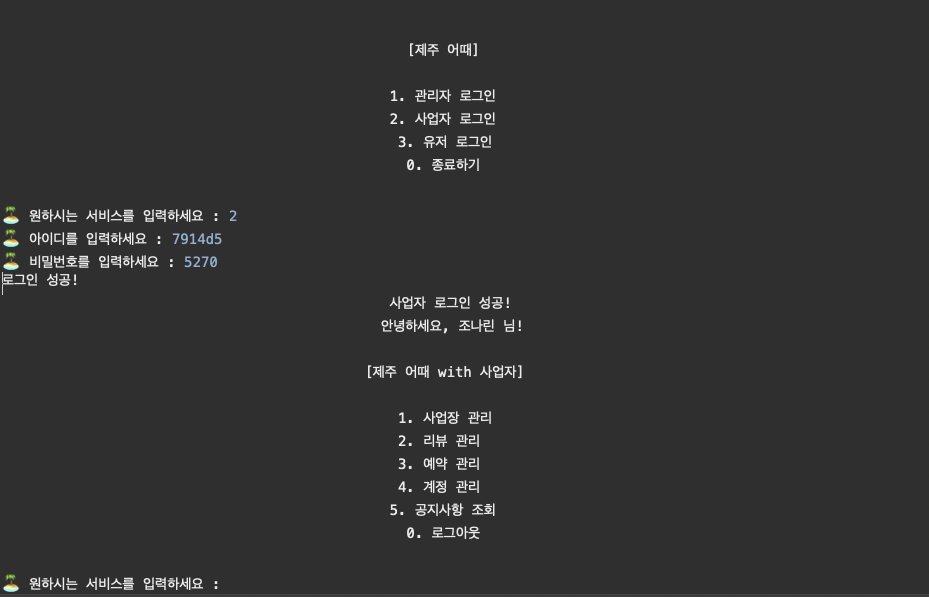 [제주 어때]
1. 관리자 로그인
2. 사업자 로그인
3. 유저 로그인
0. 종료하기
🏝 원하시는 서비스를 입력하세요 : 2
🏝 아이디를 입력하세요 : 7914d5
🏝 비밀번호를 입력하세요 : 5270
로그인 성공!
사업자 로그인 성공!
안녕하세요, 조나린 님!
[제주 어때 with 사업자]
1. 사업장 관리
2. 리뷰 관리
3. 예약 관리
4. 계정 관리
5. 공지사항 조회
0. 로그아웃
🏝 원하시는 서비스를 입력하세요 :